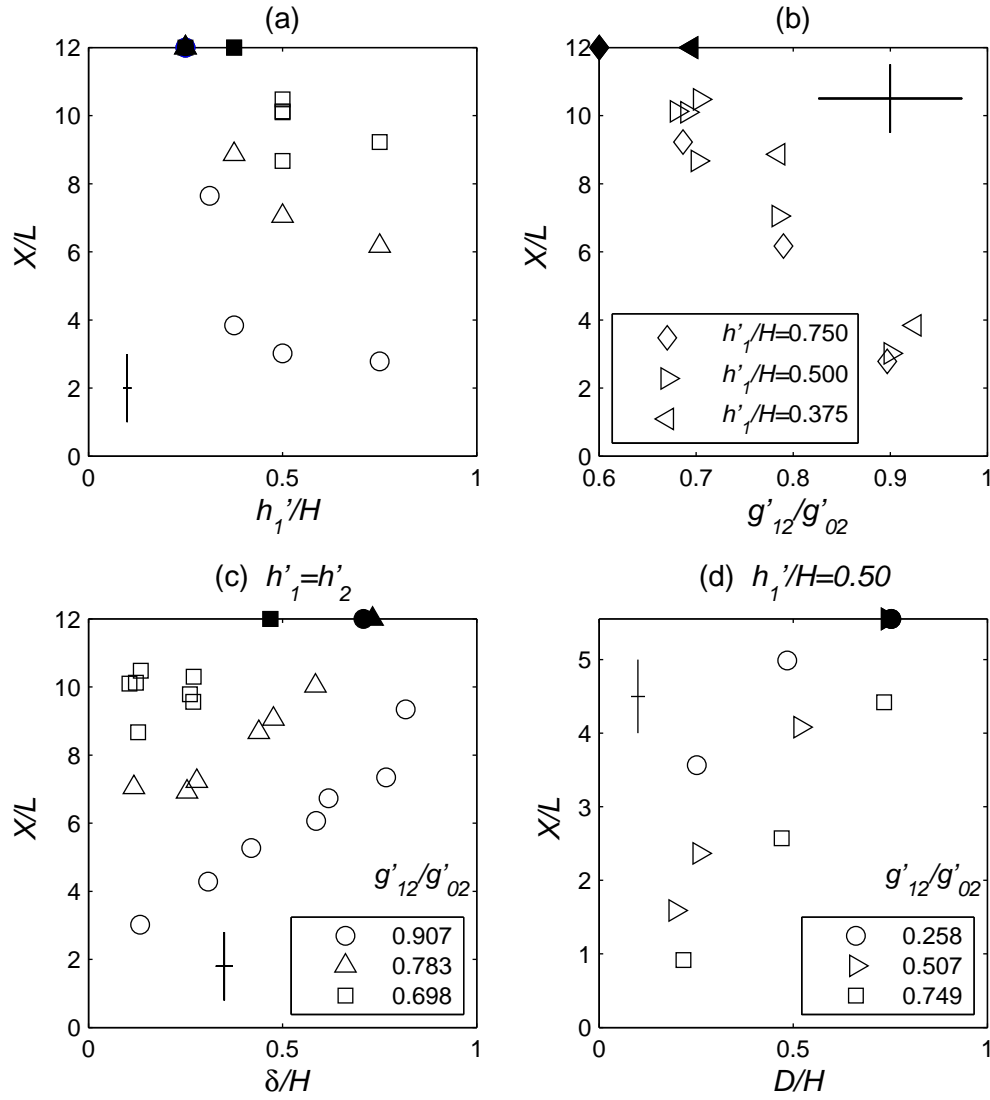 (a)
12
10
8
6
4
2
0
X/L
0
0.5
1
h₁'/H
(b)
12
10
8
6
4
2
0
X/L
h'₁/H=0.750
h'₁/H=0.500
h'₁/H=0.375
0.6
0.7
0.8
0.9
1
g'₁₂/g'₀₂
(c) h'₁=h'₂
12
10
8
6
4
2
0
X/L
g'₁₂/g'₀₂
0.907
0.783
0.698
0
0.5
1
δ/H
(d) h₁'/H=0.50
5
4
3
2
1
0
X/L
g'₁₂/g'₀₂
0.258
0.507
0.749
0
0.5
1
D/H